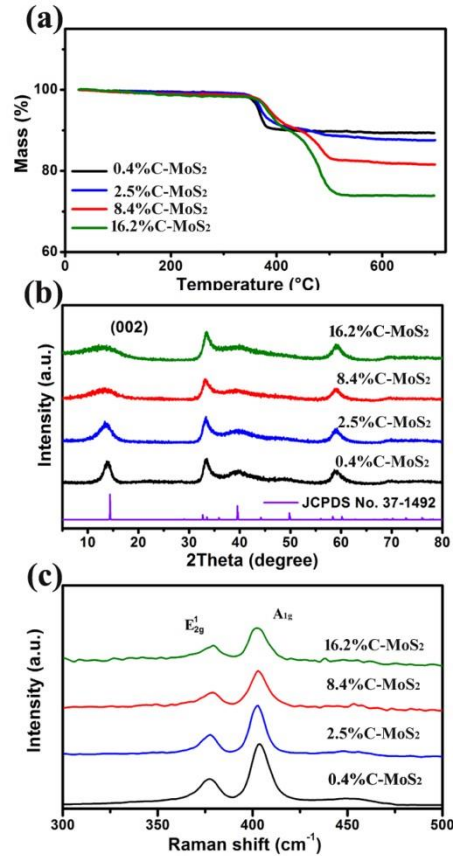 (a)
100
80
60
Mass (%)
0.4%C-MoS₂
2.5%C-MoS₂
8.4%C-MoS₂
16.2%C-MoS₂
0 200 400 600
Temperature (°C)
(b)
(002)
16.2%C-MoS₂
8.4%C-MoS₂
2.5%C-MoS₂
0.4%C-MoS₂
JCPDS No. 37-1492
Intensity (a.u.)
10 20 30 40 50 60 70 80
2Theta (degree)
(c)
E¹₂g A₁g
16.2%C-MoS₂
8.4%C-MoS₂
2.5%C-MoS₂
0.4%C-MoS₂
Intensity (a.u.)
300 350 400 450 500
Raman shift (cm⁻¹)